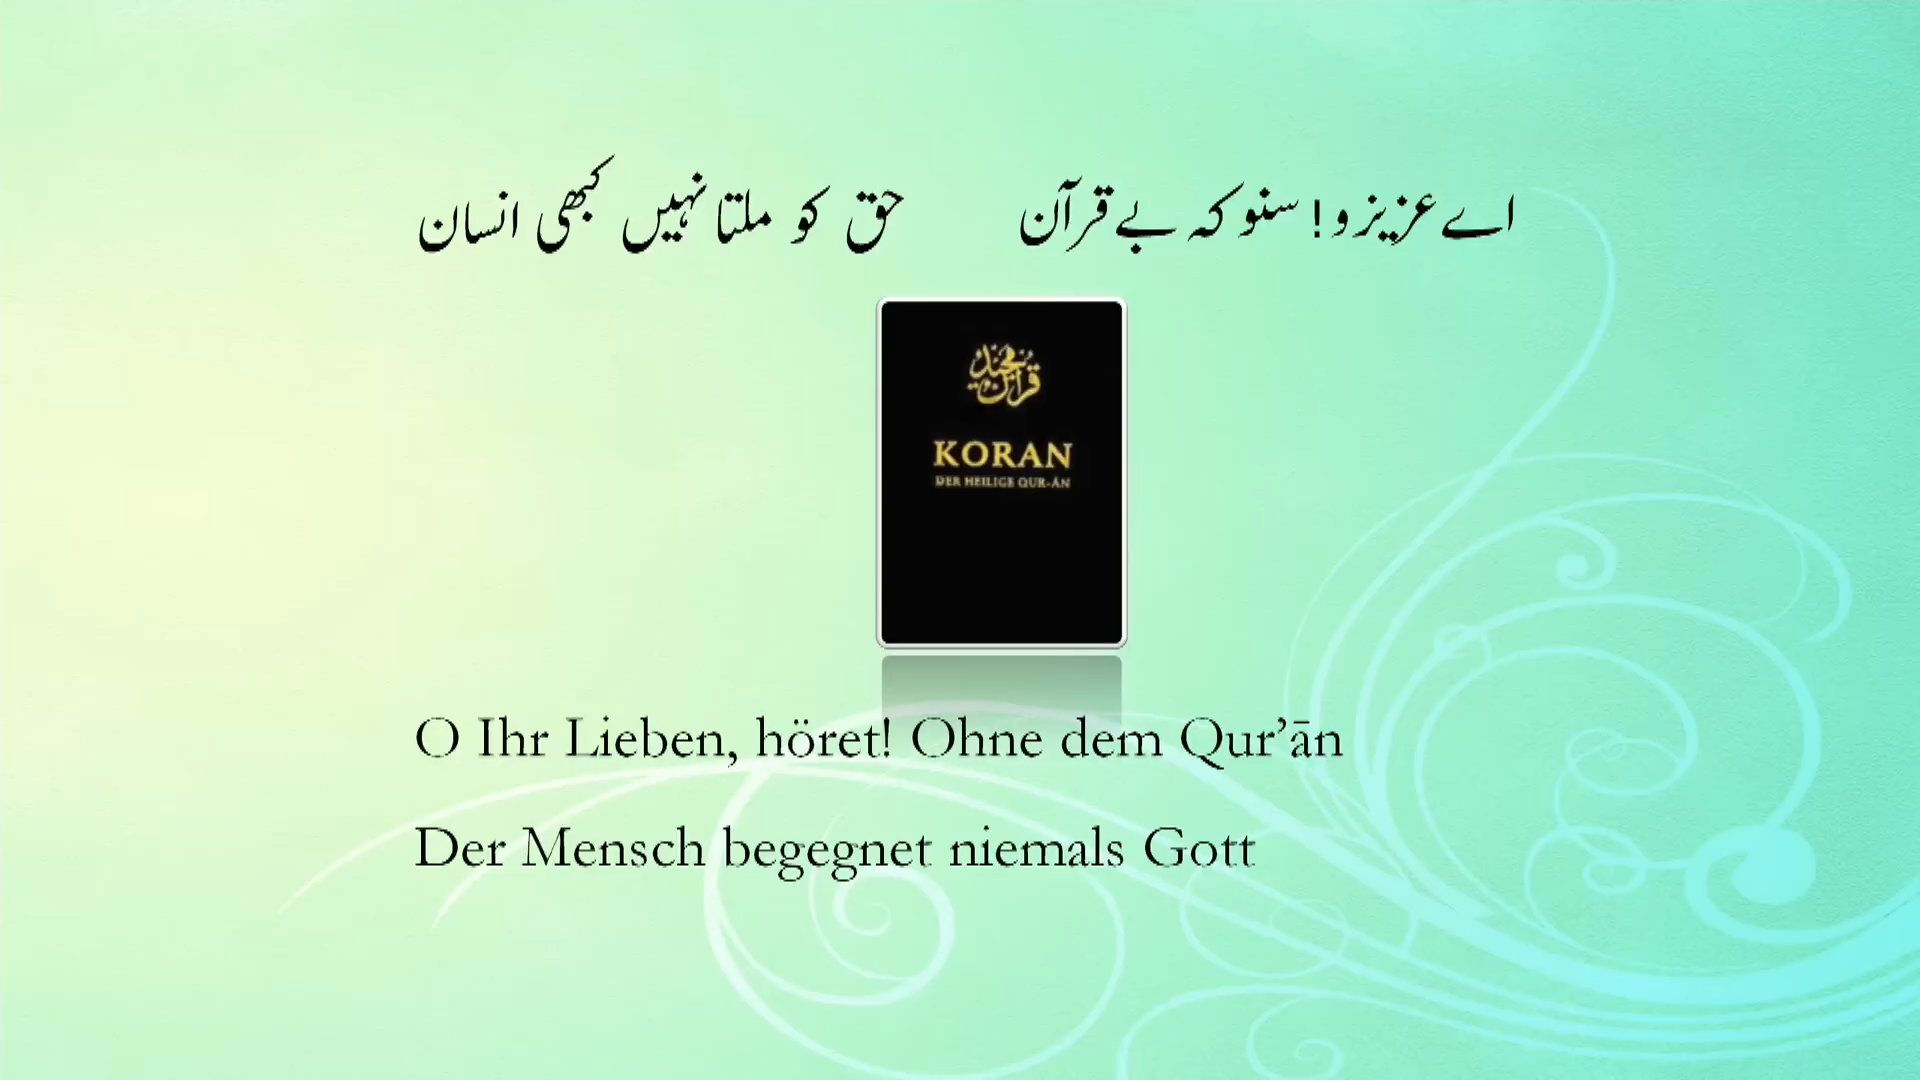 اے عزیزو! سنو کہ بے قرآن حق کو ملتا نہیں کبھی انسان
قرآن مجید
KORAN
DER HEILIGE QUR-ÂN
O Ihr Lieben, höret! Ohne dem Qur’ān
Der Mensch begegnet niemals Gott